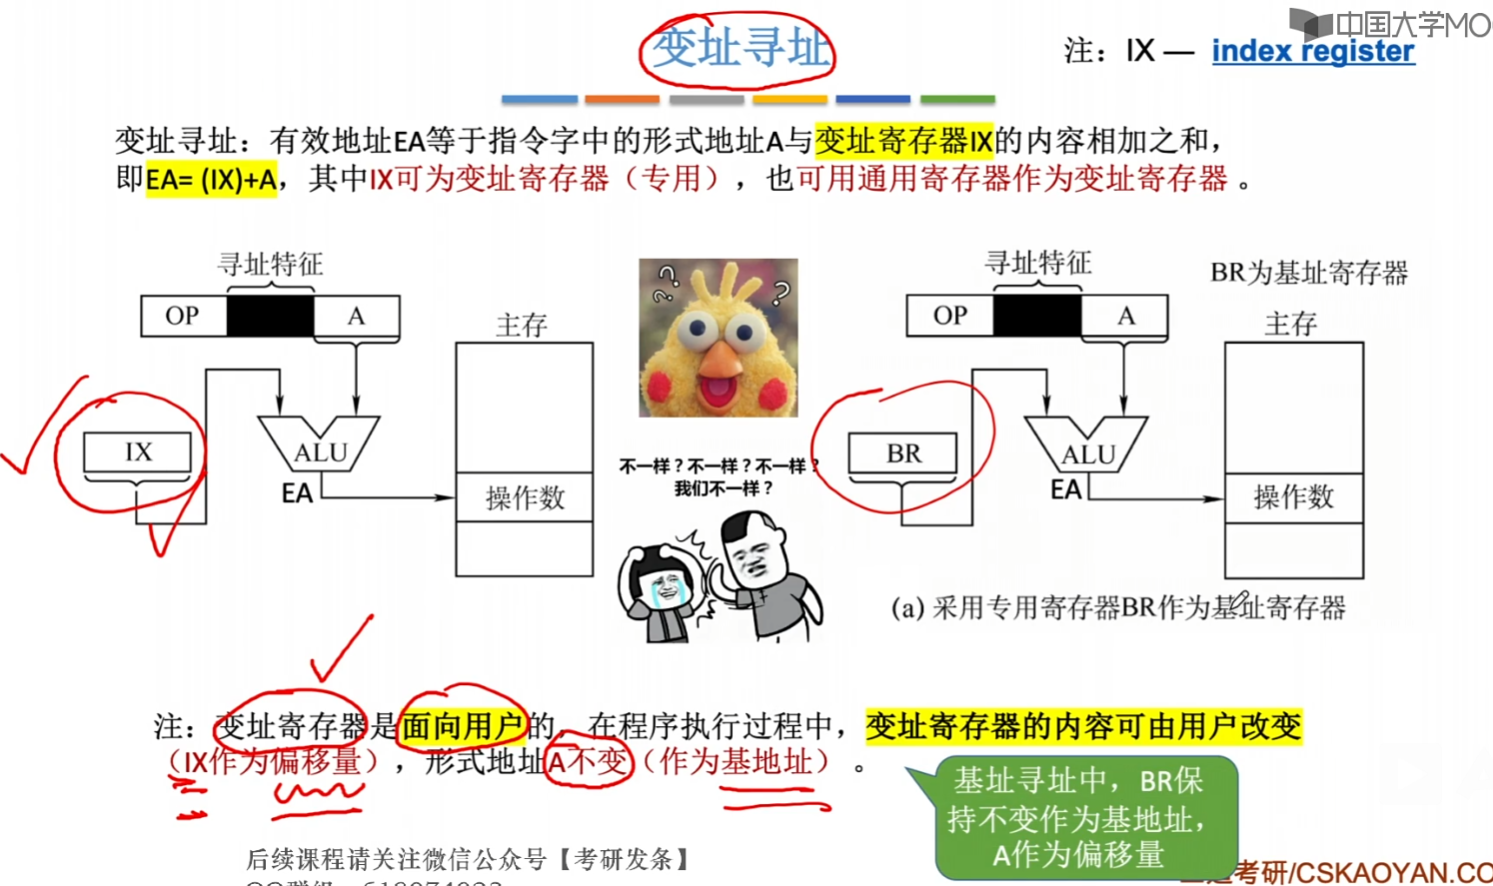 变址寻址
中国大学MO
注：IX — index register
变址寻址：有效地址EA等于指令字中的形式地址A与变址寄存器IX的内容相加之和，
即EA= (IX)+A，其中IX可为变址寄存器（专用），也可用通用寄存器作为变址寄存器 。
寻址特征
OP
A
主存
IX
ALU
EA
操作数
? ? ?
不一样？不一样？不一样？
我们不一样？
寻址特征
BR为基址寄存器
OP
A
主存
BR
ALU
EA
操作数
(a) 采用专用寄存器BR作为基址寄存器
注：变址寄存器是面向用户的，在程序执行过程中，变址寄存器的内容可由用户改变
（IX作为偏移量），形式地址A不变（作为基地址） 。
基址寻址中，BR保
持不变作为基地址，
A作为偏移量
后续课程请关注微信公众号【考研发条】
考研/CSKAOYAN.CO